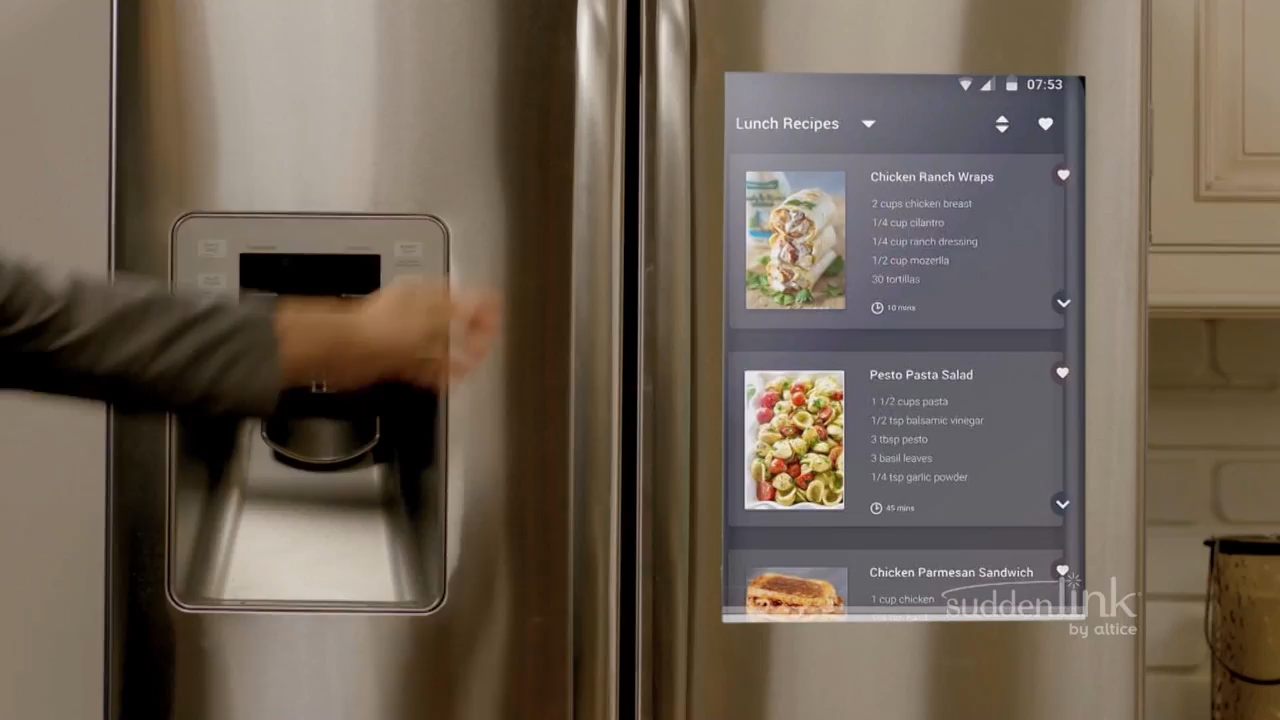 07:53
Lunch Recipes
Chicken Ranch Wraps
2 cups chicken breast
1/4 cup cilantro
1/4 cup ranch dressing
1/2 cup mozerlla
30 tortillas
10 mins
Pesto Pasta Salad
1 1/2 cups pasta
1/2 tsp balsamic vinegar
3 tbsp pesto
3 basil leaves
1/4 tsp garlic powder
45 mins
Chicken Parmesan Sandwich
1 cup chicken
suddenlink
by altice